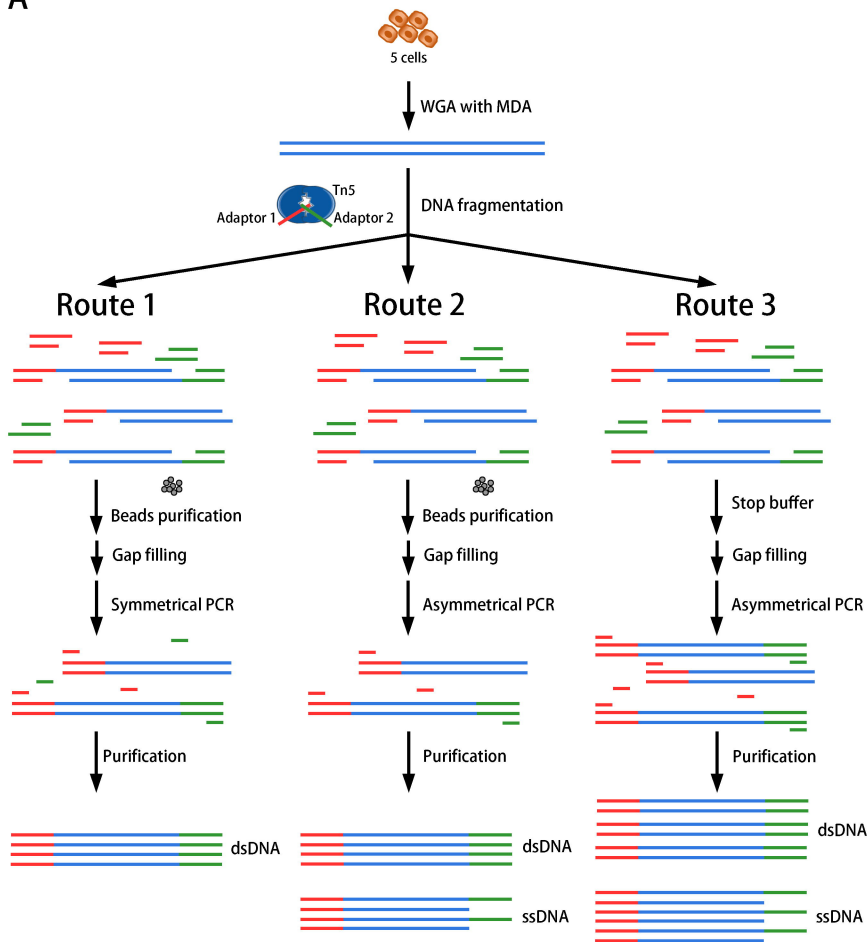 A
5 cells
WGA with MDA
Tn5
Adaptor 1
Adaptor 2
DNA fragmentation
Route 1
Route 2
Route 3
Beads purification
Beads purification
Stop buffer
Gap filling
Gap filling
Gap filling
Symmetrical PCR
Asymmetrical PCR
Asymmetrical PCR
Purification
Purification
Purification
dsDNA
dsDNA
dsDNA
ssDNA
ssDNA